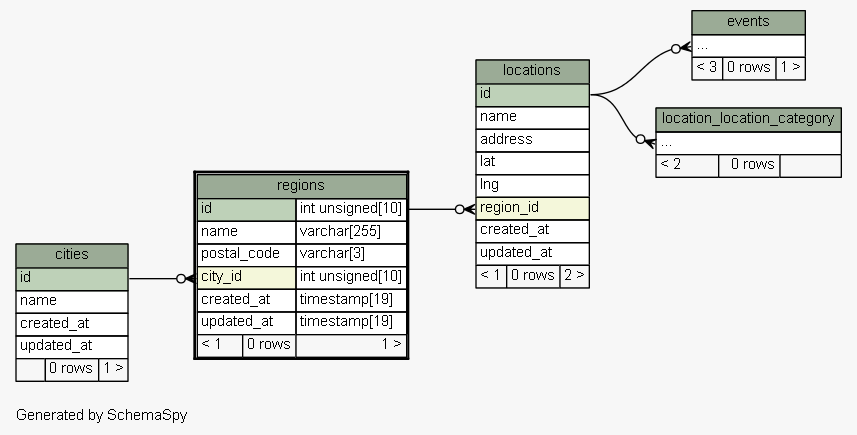 events
...
< 3 0 rows 1 >
locations
id
name
address
lat
lng
region_id
created_at
updated_at
< 1 0 rows 2 >
location_location_category
...
< 2 0 rows
regions
id int unsigned[10]
name varchar[255]
postal_code varchar[3]
city_id int unsigned[10]
created_at timestamp[19]
updated_at timestamp[19]
< 1 0 rows 1 >
cities
id
name
created_at
updated_at
0 rows 1 >
Generated by SchemaSpy